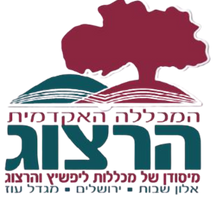 המכללה האקדמית
הרצוג
מיסודן של מכללות ליפשיץ והרצוג
אלון שבות ▪ ירושלים ▪ מגדל עוז